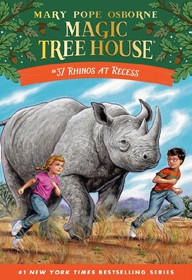 MARY POPE OSBORNE
MAGIC
TREE HOUSE®
#37 RHINOS AT RECESS
#1 NEW YORK TIMES BESTSELLING SERIES